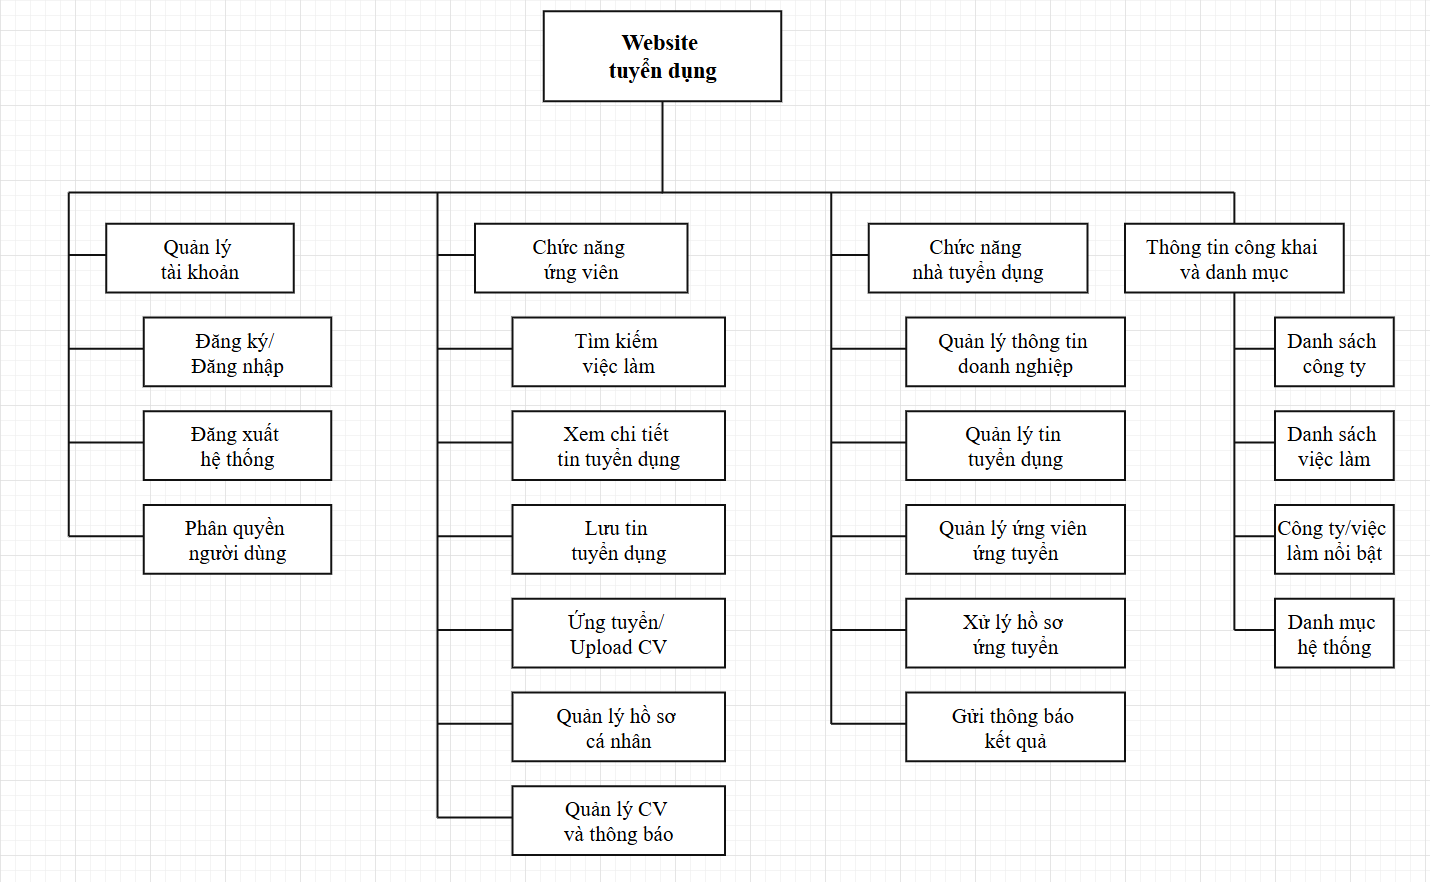 Website
tuyển dụng
Quản lý
tài khoản
Đăng ký/
Đăng nhập
Đăng xuất
hệ thống
Phân quyền
người dùng
Chức năng
ứng viên
Tìm kiếm
việc làm
Xem chi tiết
tin tuyển dụng
Lưu tin
tuyển dụng
Ứng tuyển/
Upload CV
Quản lý hồ sơ
cá nhân
Quản lý CV
và thông báo
Chức năng
nhà tuyển dụng
Quản lý thông tin
doanh nghiệp
Quản lý tin
tuyển dụng
Quản lý ứng viên
ứng tuyển
Xử lý hồ sơ
ứng tuyển
Gửi thông báo
kết quả
Thông tin công khai
và danh mục
Danh sách
công ty
Danh sách
việc làm
Công ty/việc
làm nổi bật
Danh mục
hệ thống